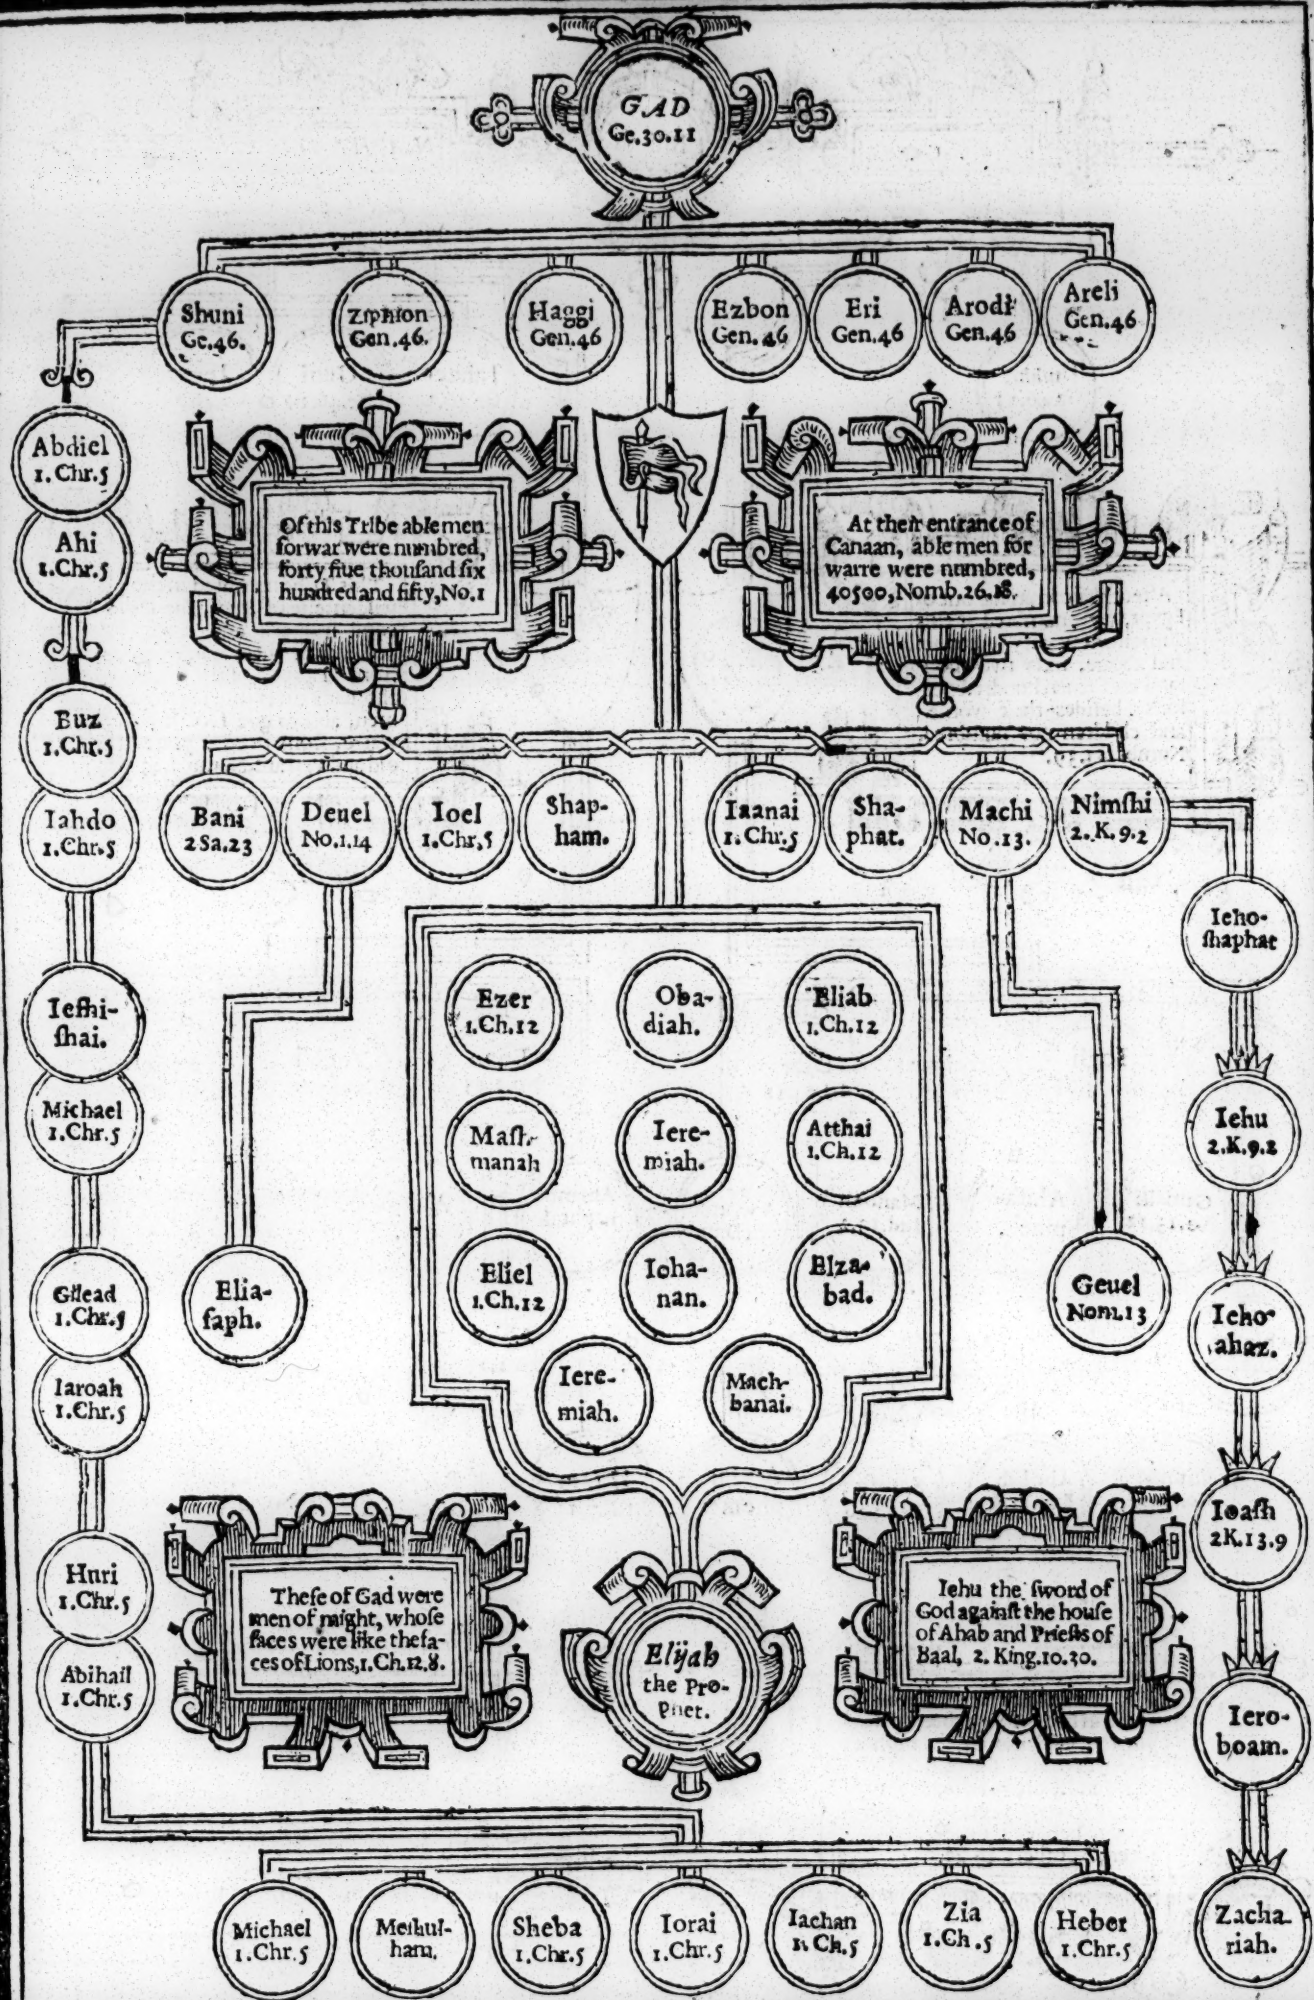 GAD
Ge.30.11
Shuni
Ge.46.
Ziphion
Gen.46.
Haggi
Gen.46
Ezbon
Gen.46
Eri
Gen.46
Arodi
Gen.46
Areli
Gen.46
Abdiel
1.Chr.5
Ahi
1.Chr.5
Of this Tribe able men
for war were numbred,
forty fiue thouſand ſix
hundred and fifty, No.1
At their entrance of
Canaan, able men for
warre were numbred,
40500, Nomb.26.18.
Buz
1.Chr.5
Iahdo
1.Chr.5
Bani
2Sa.23
Deuel
No.1.14
Ioel
1.Chr.5
Shap-
ham.
Iaanai
1.Chr.5
Sha-
phat.
Machi
No.13.
Nimſhi
2.K.9.2
Ieho-
ſhaphat
Ieſhi-
ſhai.
Michael
1.Chr.5
Ezer
1.Ch.12
Oba-
diah.
Eliab
1.Ch.12
Iehu
2.K.9.2
Maſh-
manah
Iere-
miah.
Atthai
1.Ch.12
Gilead
1.Chr.5
Iaroah
1.Chr.5
Elia-
ſaph.
Eliel
1.Ch.12
Ioha-
nan.
Elza-
bad.
Geuel
Nom.13
Ieho-
ahaz.
Iere-
miah.
Mach-
banai.
Huri
1.Chr.5
Abihail
1.Chr.5
Theſe of Gad were
men of might, whoſe
faces were like the fa-
ces of Lions, 1.Ch.12.8.
Elijah
the Pro-
phet.
Iehu the ſword of
God againſt the houſe
of Ahab and Prieſts of
Baal, 2. King.10.30.
Ioaſh
2K.13.9
Iero-
boam.
Michael
1.Chr.5
Meſhul-
ham.
Sheba
1.Chr.5
Iorai
1.Chr.5
Iachan
1.Ch.5
Zia
1.Ch.5
Heber
1.Chr.5
Zacha-
riah.